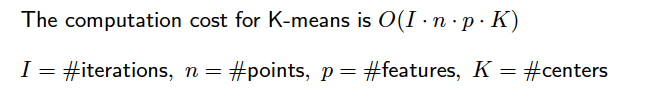 The computation cost for K-means is O(I · n · p · K)
I = #iterations, n = #points, p = #features, K = #centers